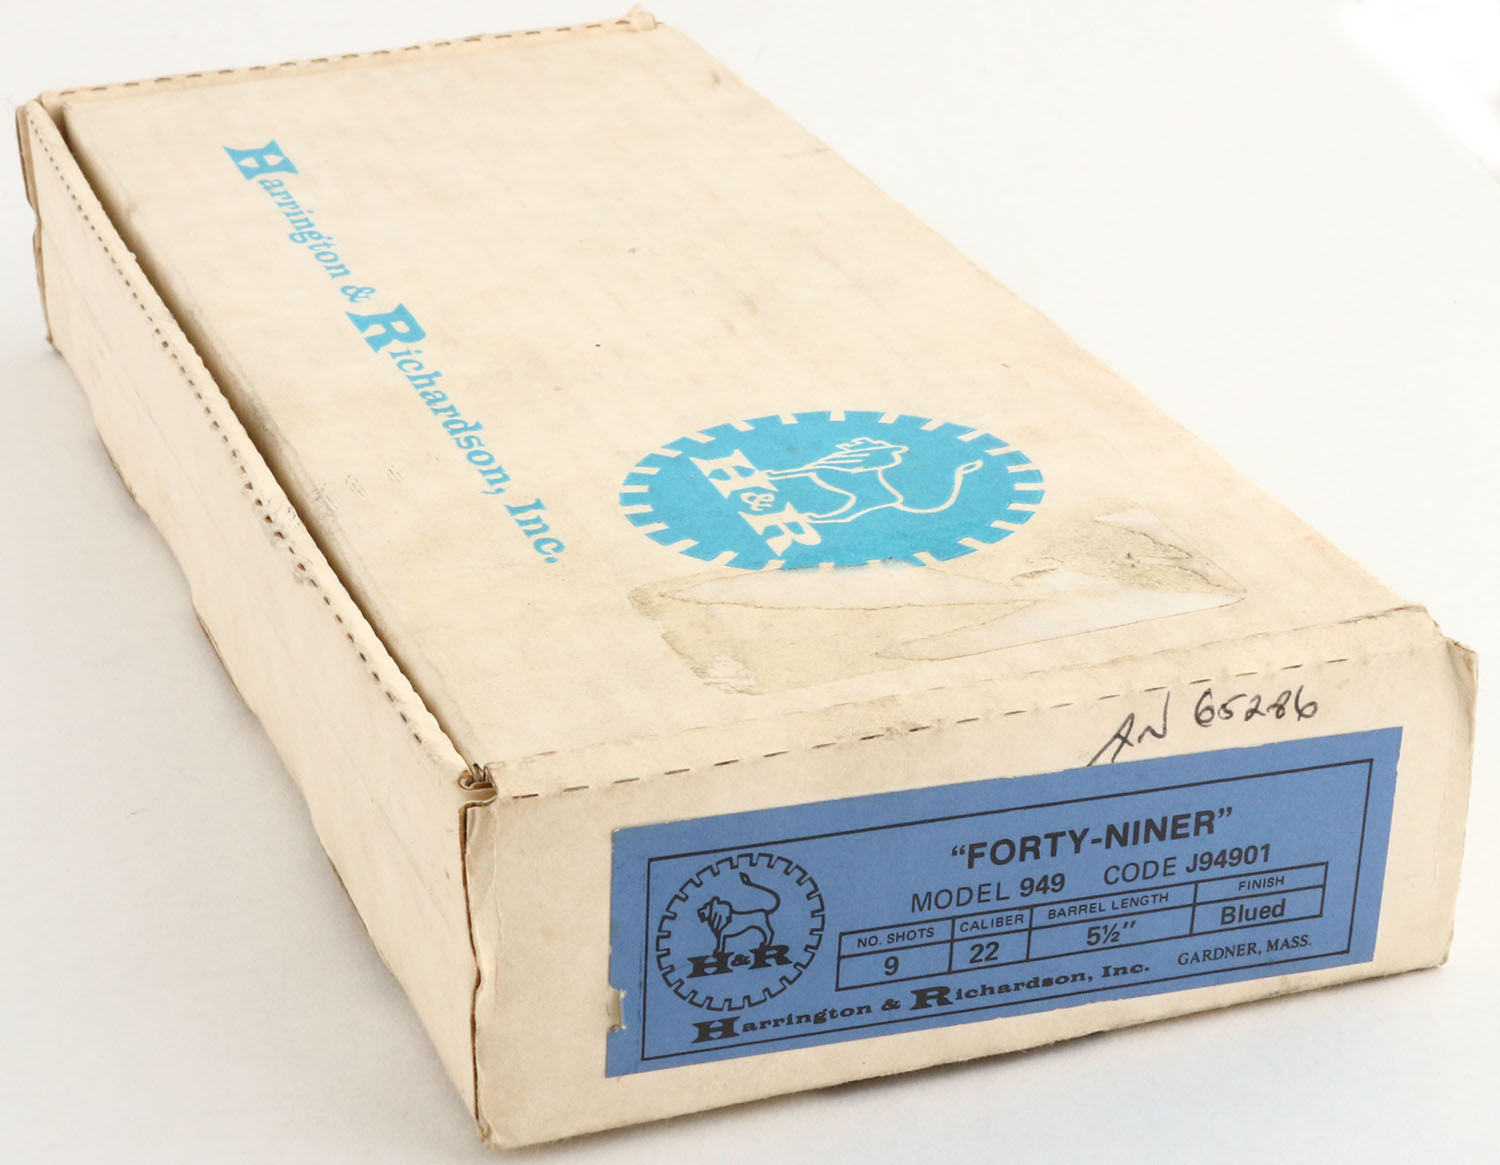 Harrington & Richardson, Inc.
H&R
AN 65286
"FORTY-NINER"
MODEL 949 CODE J94901
NO. SHOTS CALIBER BARREL LENGTH FINISH
9 22 5½" Blued
H&R
Harrington & Richardson, Inc. GARDNER, MASS.